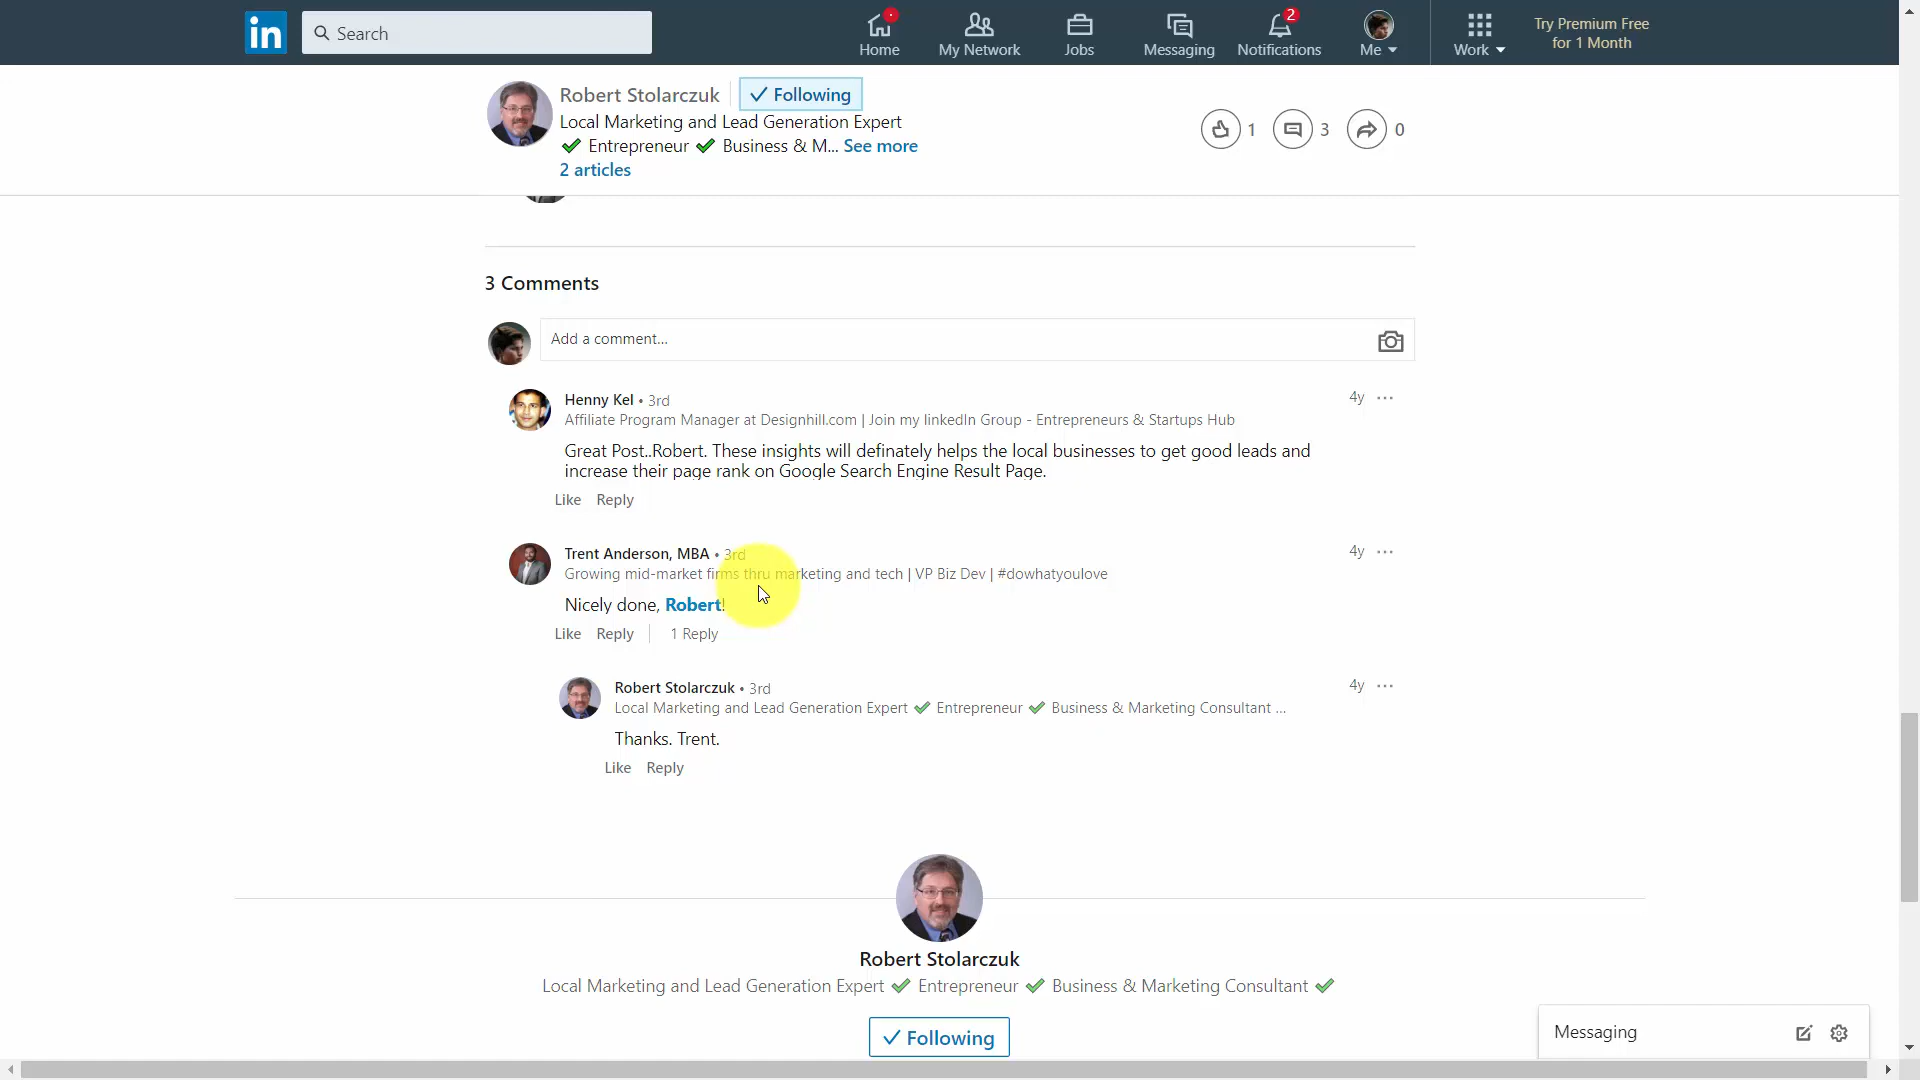 in
Search
Home
My Network
Jobs
Messaging
2
Notifications
Me
Work
Try Premium Free
for 1 Month
Robert Stolarczuk
Following
Local Marketing and Lead Generation Expert
Entrepreneur Business & M... See more
2 articles
1
3
0
3 Comments
Add a comment...
Henny Kel • 3rd
4y
Affiliate Program Manager at Designhill.com | Join my linkedIn Group - Entrepreneurs & Startups Hub
Great Post..Robert. These insights will definately helps the local businesses to get good leads and
increase their page rank on Google Search Engine Result Page.
Like Reply
Trent Anderson, MBA • 3rd
4y
Growing mid-market firms thru marketing and tech | VP Biz Dev | #dowhatyoulove
Nicely done, Robert!
Like Reply 1 Reply
Robert Stolarczuk • 3rd
4y
Local Marketing and Lead Generation Expert Entrepreneur Business & Marketing Consultant ...
Thanks. Trent.
Like Reply
Robert Stolarczuk
Local Marketing and Lead Generation Expert Entrepreneur Business & Marketing Consultant
Following
Messaging